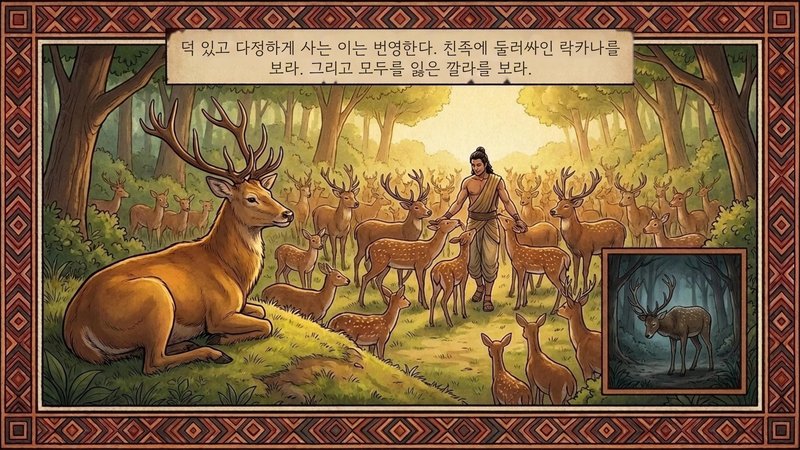 덕 있고 다정하게 사는 이는 번영한다. 친족에 둘러싸인 락카나를
보라. 그리고 모두를 잃은 깔라를 보라.